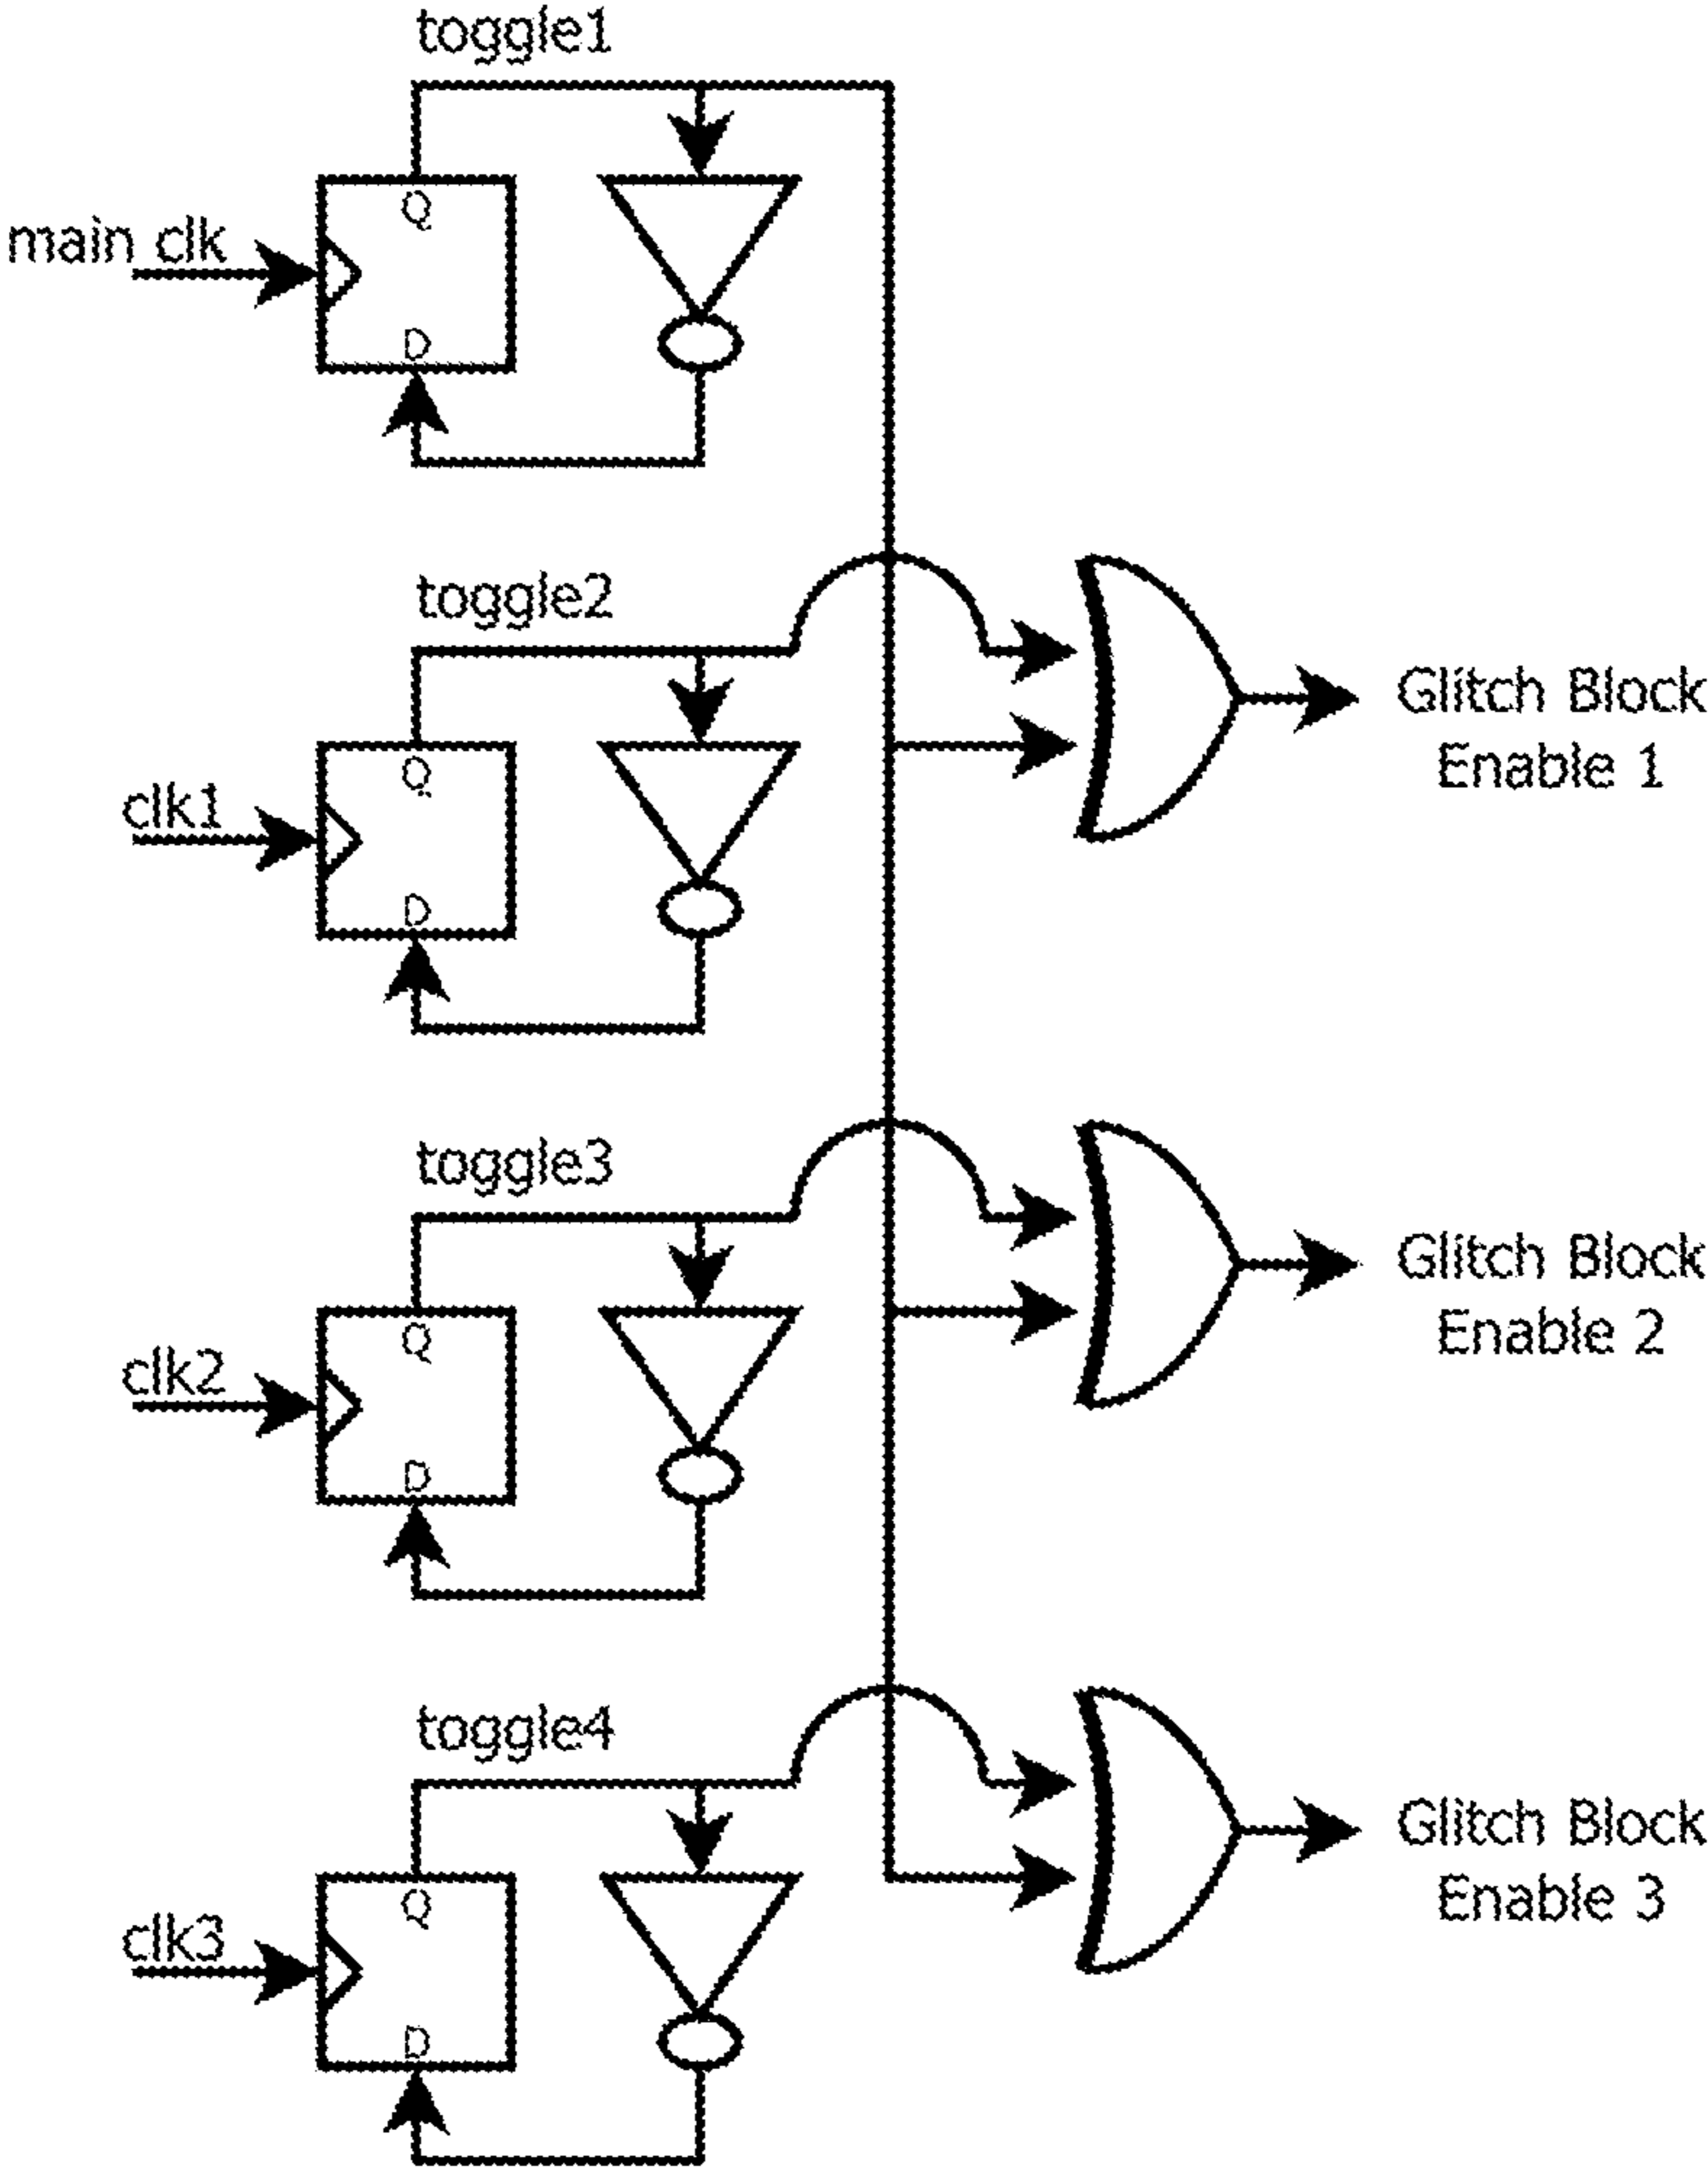 toggle1
Q
main clk
D
toggle2
Glitch Block
Enable 1
Q
clk1
D
toggle3
Glitch Block
Enable 2
Q
clk2
D
toggle4
Glitch Block
Enable 3
Q
clk3
D